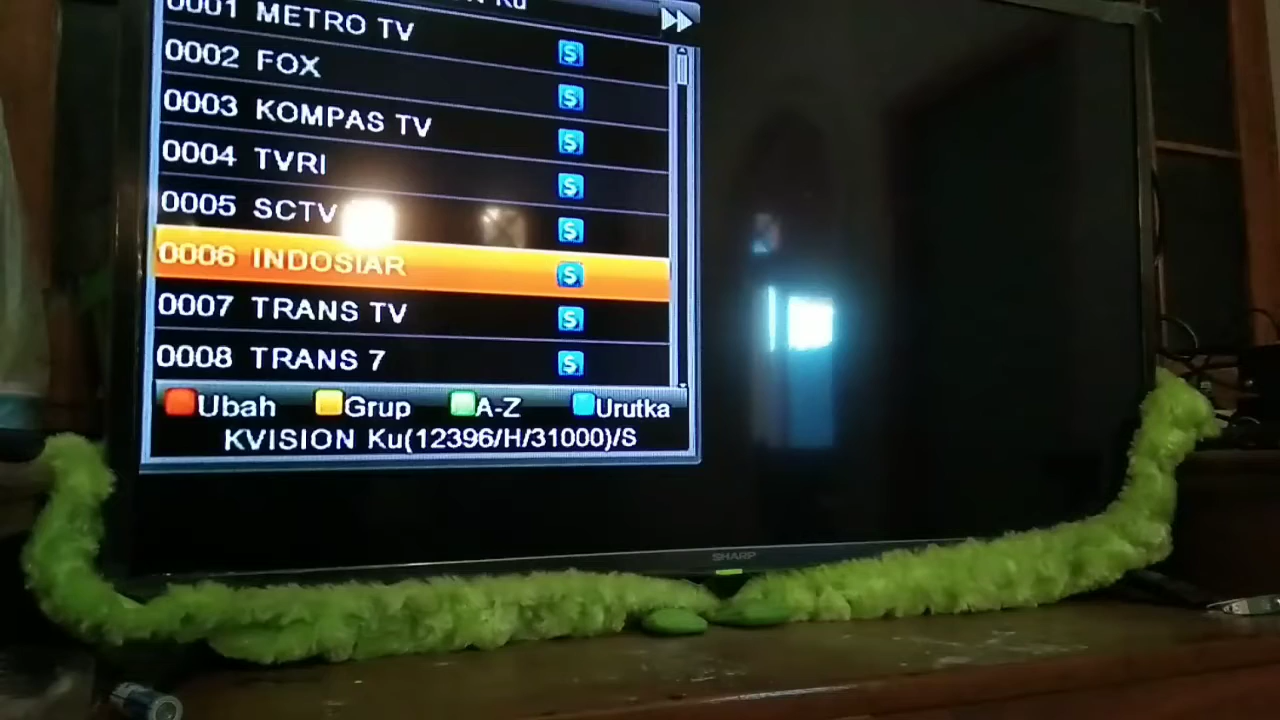 Ku
0001 METRO TV
0002 FOX
0003 KOMPAS TV
0004 TVRI
0005 SCTV
0006 INDOSIAR
0007 TRANS TV
0008 TRANS 7
Ubah Grup A-Z Urutka
KVISION Ku(12396/H/31000)/S
SHARP